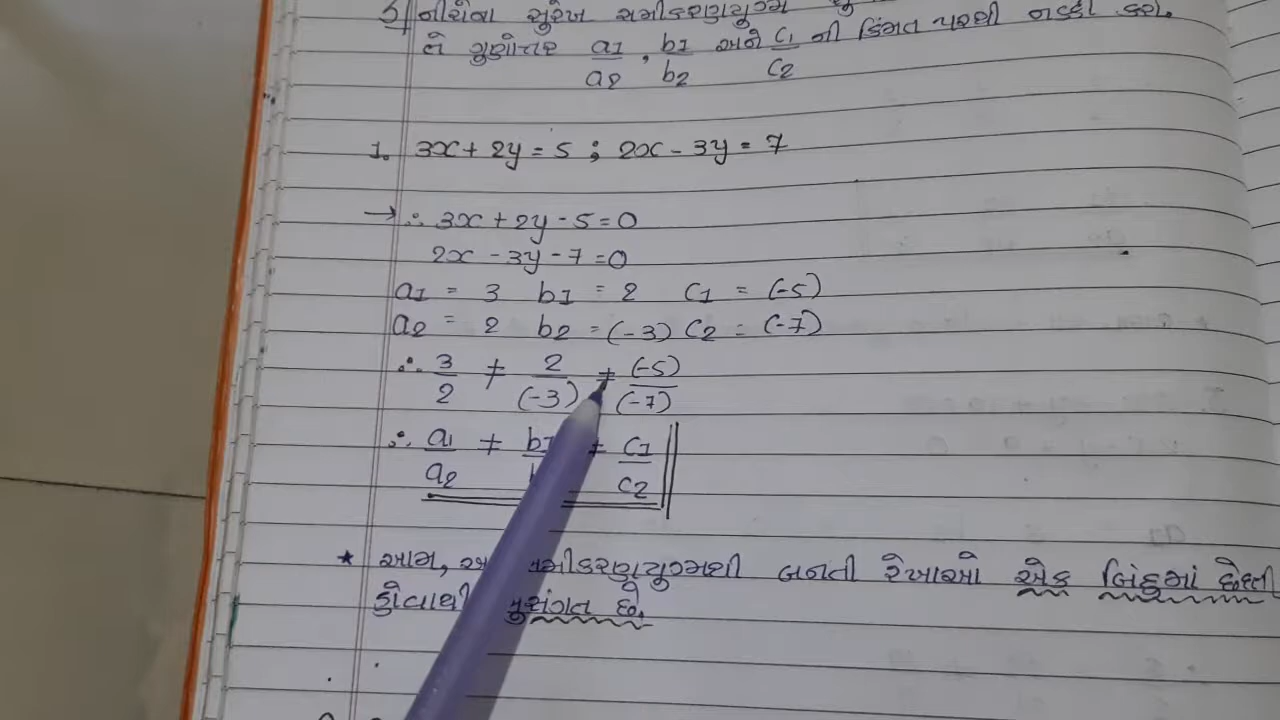 3) નીચેના સુરેખ સમીકરણયુગ્મ
તે ગુણોત્તર a1/a2, b1/b2 અને c1/c2 ની કિંમત પરથી નક્કી કરો.
1. 3x + 2y = 5 ; 2x - 3y = 7
→ ∴ 3x + 2y - 5 = 0
2x - 3y - 7 = 0
a1 = 3 b1 = 2 c1 = (-5)
a2 = 2 b2 = (-3) c2 = (-7)
∴ 3/2 ≠ 2/(-3) ≠ (-5)/(-7)
∴ a1/a2 ≠ b1 ≠ c1/c2
* આમ, સમીકરણયુગ્મથી બનતી રેખાઓ એક બિંદુમાં છેદતી
હોવાથી સુસંગત છે.